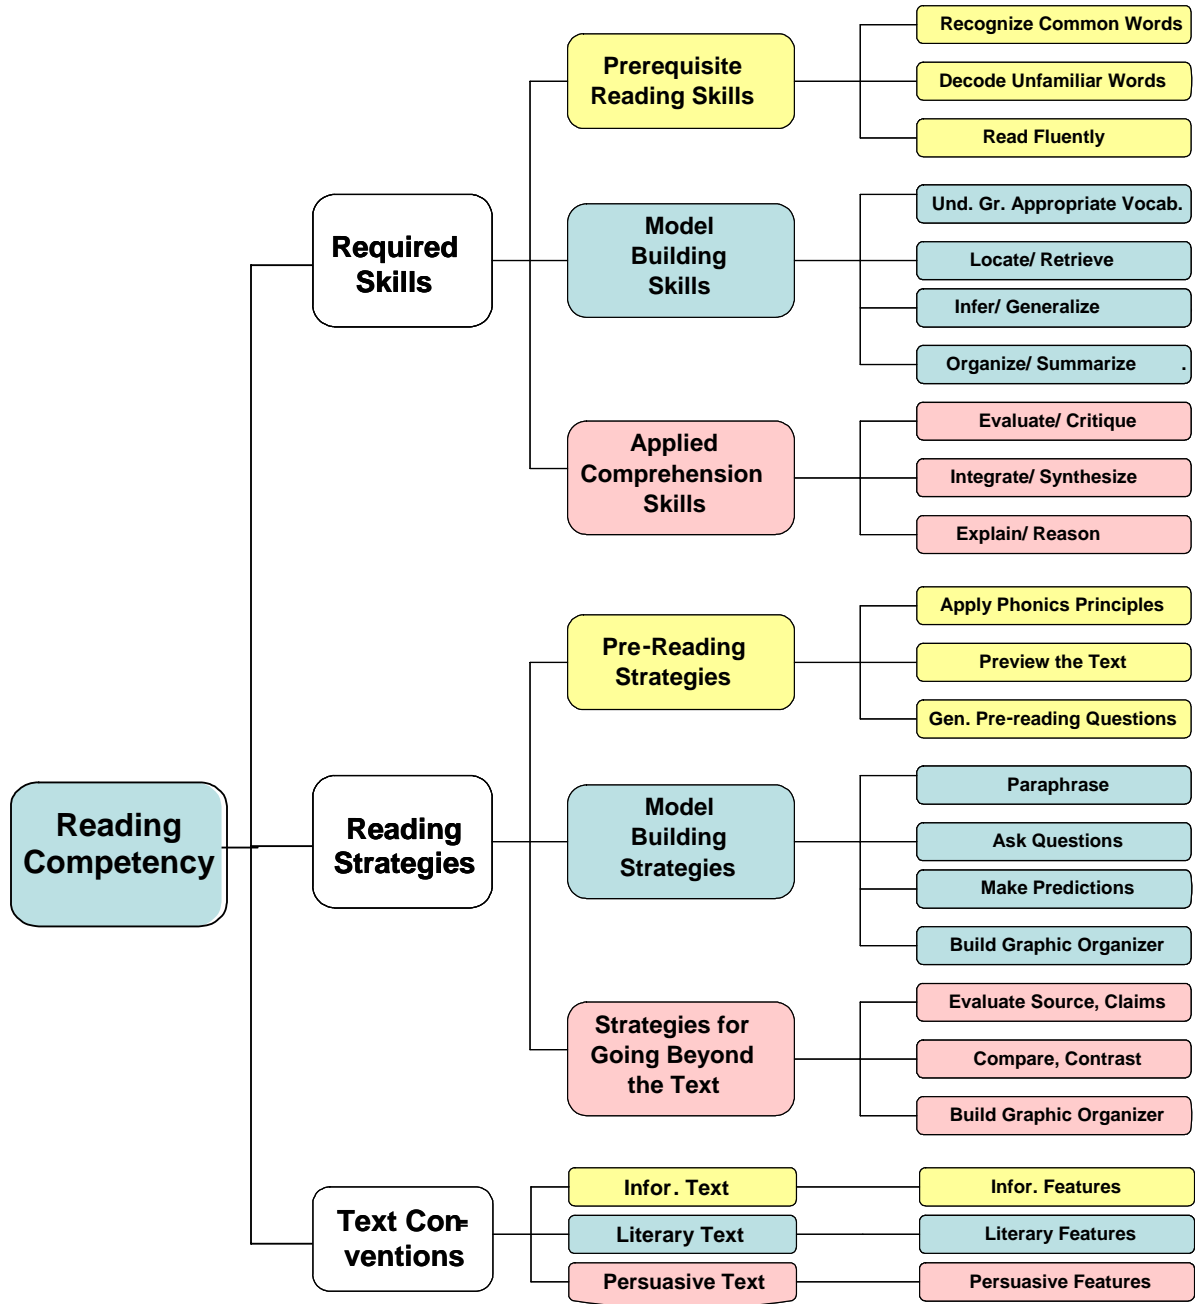 Recognize Common Words
Prerequisite
Reading Skills
Decode Unfamiliar Words
Read Fluently
Und. Gr. Appropriate Vocab.
Model
Building
Skills
Required
Skills
Locate/ Retrieve
Infer/ Generalize
Organize/ Summarize .
Evaluate/ Critique
Applied
Comprehension
Skills
Integrate/ Synthesize
Explain/ Reason
Apply Phonics Principles
Pre-Reading
Strategies
Preview the Text
Gen. Pre-reading Questions
Paraphrase
Model
Building
Strategies
Reading
Competency
Reading
Strategies
Ask Questions
Make Predictions
Build Graphic Organizer
Evaluate Source, Claims
Strategies for
Going Beyond
the Text
Compare, Contrast
Build Graphic Organizer
Infor. Text
Infor. Features
Text Con-
ventions
Literary Text
Literary Features
Persuasive Text
Persuasive Features